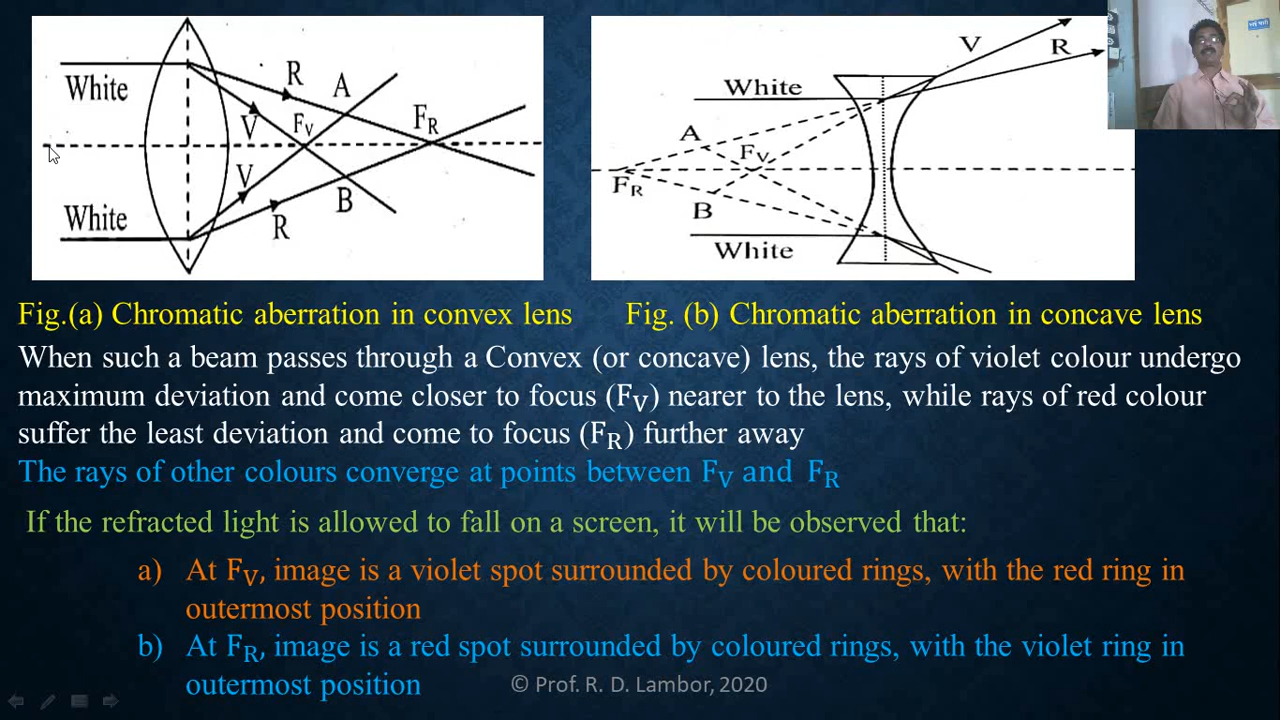 White
R
A
V
F_V
F_R
V
White
B
R
V
R
White
A
F_V
F_R
B
White
Fig.(a) Chromatic aberration in convex lens
Fig. (b) Chromatic aberration in concave lens
When such a beam passes through a Convex (or concave) lens, the rays of violet colour undergo
maximum deviation and come closer to focus (F_V) nearer to the lens, while rays of red colour
suffer the least deviation and come to focus (F_R) further away
The rays of other colours converge at points between F_V and F_R
If the refracted light is allowed to fall on a screen, it will be observed that:
a) At F_V, image is a violet spot surrounded by coloured rings, with the red ring in
outermost position
b) At F_R, image is a red spot surrounded by coloured rings, with the violet ring in
outermost position
© Prof. R. D. Lambor, 2020